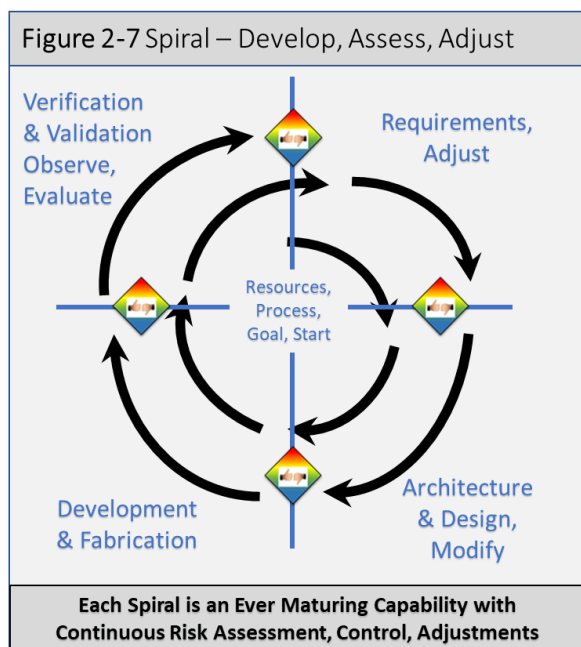 Figure 2-7 Spiral – Develop, Assess, Adjust
Verification
& Validation
Observe,
Evaluate
Requirements,
Adjust
Resources,
Process,
Goal, Start
Development
& Fabrication
Architecture
& Design,
Modify
Each Spiral is an Ever Maturing Capability with
Continuous Risk Assessment, Control, Adjustments